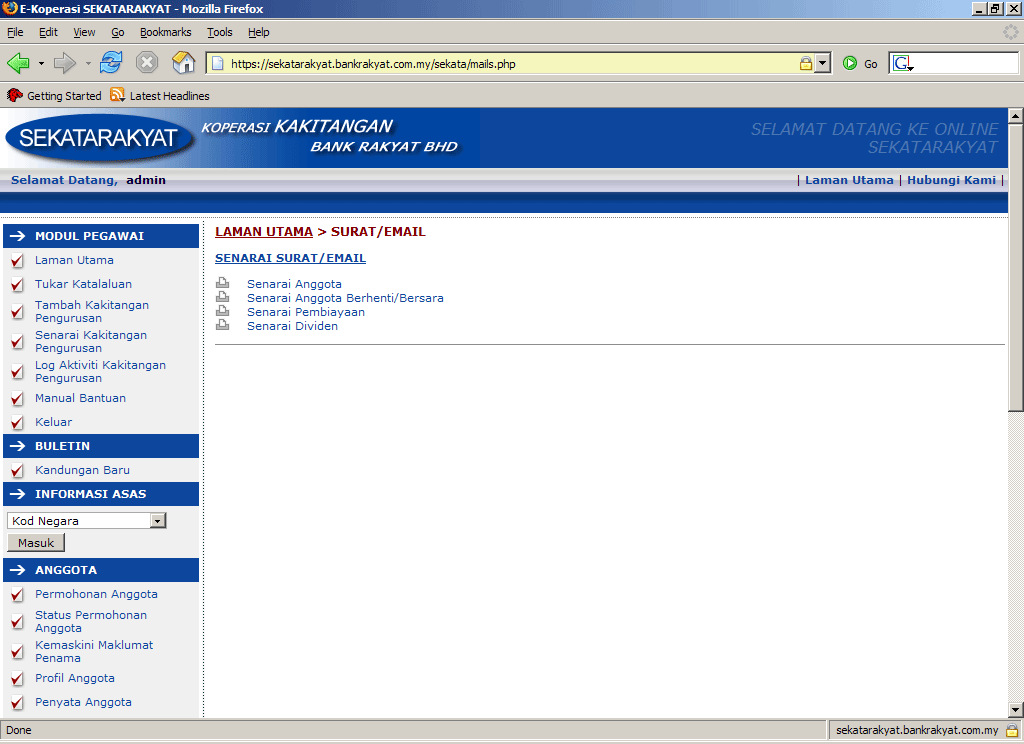 E-Koperasi SEKATARAKYAT - Mozilla Firefox
File Edit View Go Bookmarks Tools Help
https://sekatarakyat.bankrakyat.com.my/sekata/mails.php Go G
Getting Started Latest Headlines
SEKATARAKYAT
KOPERASI KAKITANGAN
BANK RAKYAT BHD
SELAMAT DATANG KE ONLINE
SEKATARAKYAT
Selamat Datang, admin
| Laman Utama | Hubungi Kami |
MODUL PEGAWAI
Laman Utama
Tukar Katalaluan
Tambah Kakitangan
Pengurusan
Senarai Kakitangan
Pengurusan
Log Aktiviti Kakitangan
Pengurusan
Manual Bantuan
Keluar
BULETIN
Kandungan Baru
INFORMASI ASAS
Kod Negara
Masuk
ANGGOTA
Permohonan Anggota
Status Permohonan
Anggota
Kemaskini Maklumat
Penama
Profil Anggota
Penyata Anggota
LAMAN UTAMA > SURAT/EMAIL
SENARAI SURAT/EMAIL
Senarai Anggota
Senarai Anggota Berhenti/Bersara
Senarai Pembiayaan
Senarai Dividen
Done
sekatarakyat.bankrakyat.com.my